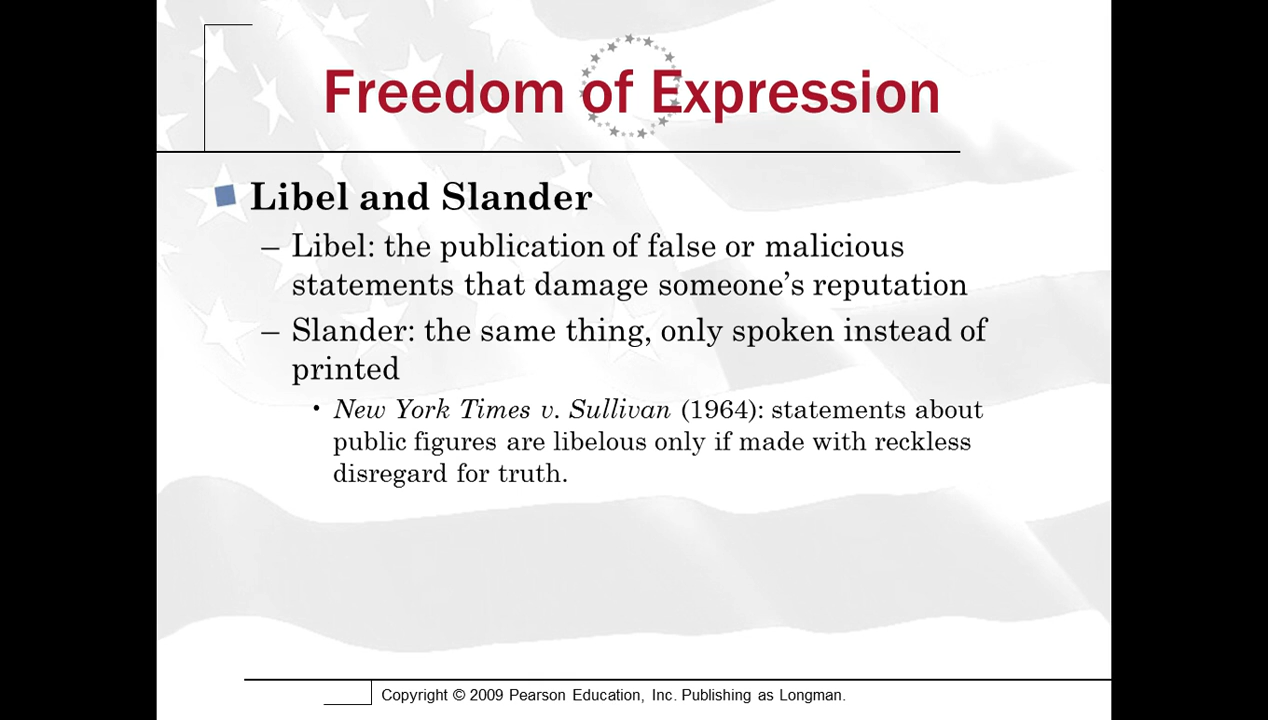 Freedom of Expression
Libel and Slander
– Libel: the publication of false or malicious
statements that damage someone’s reputation
– Slander: the same thing, only spoken instead of
printed
• New York Times v. Sullivan (1964): statements about
public figures are libelous only if made with reckless
disregard for truth.
Copyright © 2009 Pearson Education, Inc. Publishing as Longman.